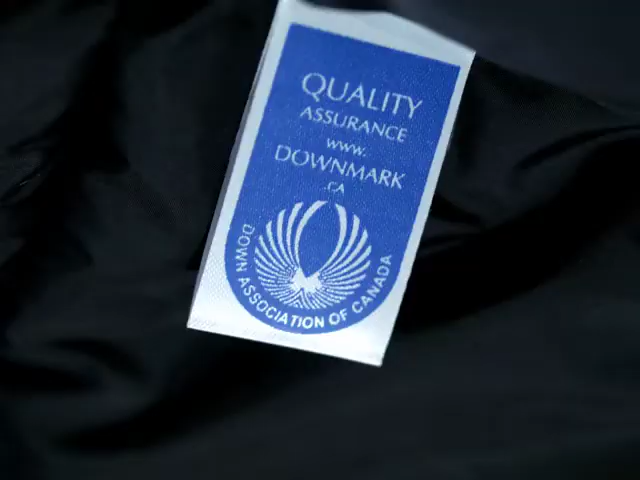 QUALITY
ASSURANCE
www.
DOWNMARK
.CA
DOWN ASSOCIATION OF CANADA